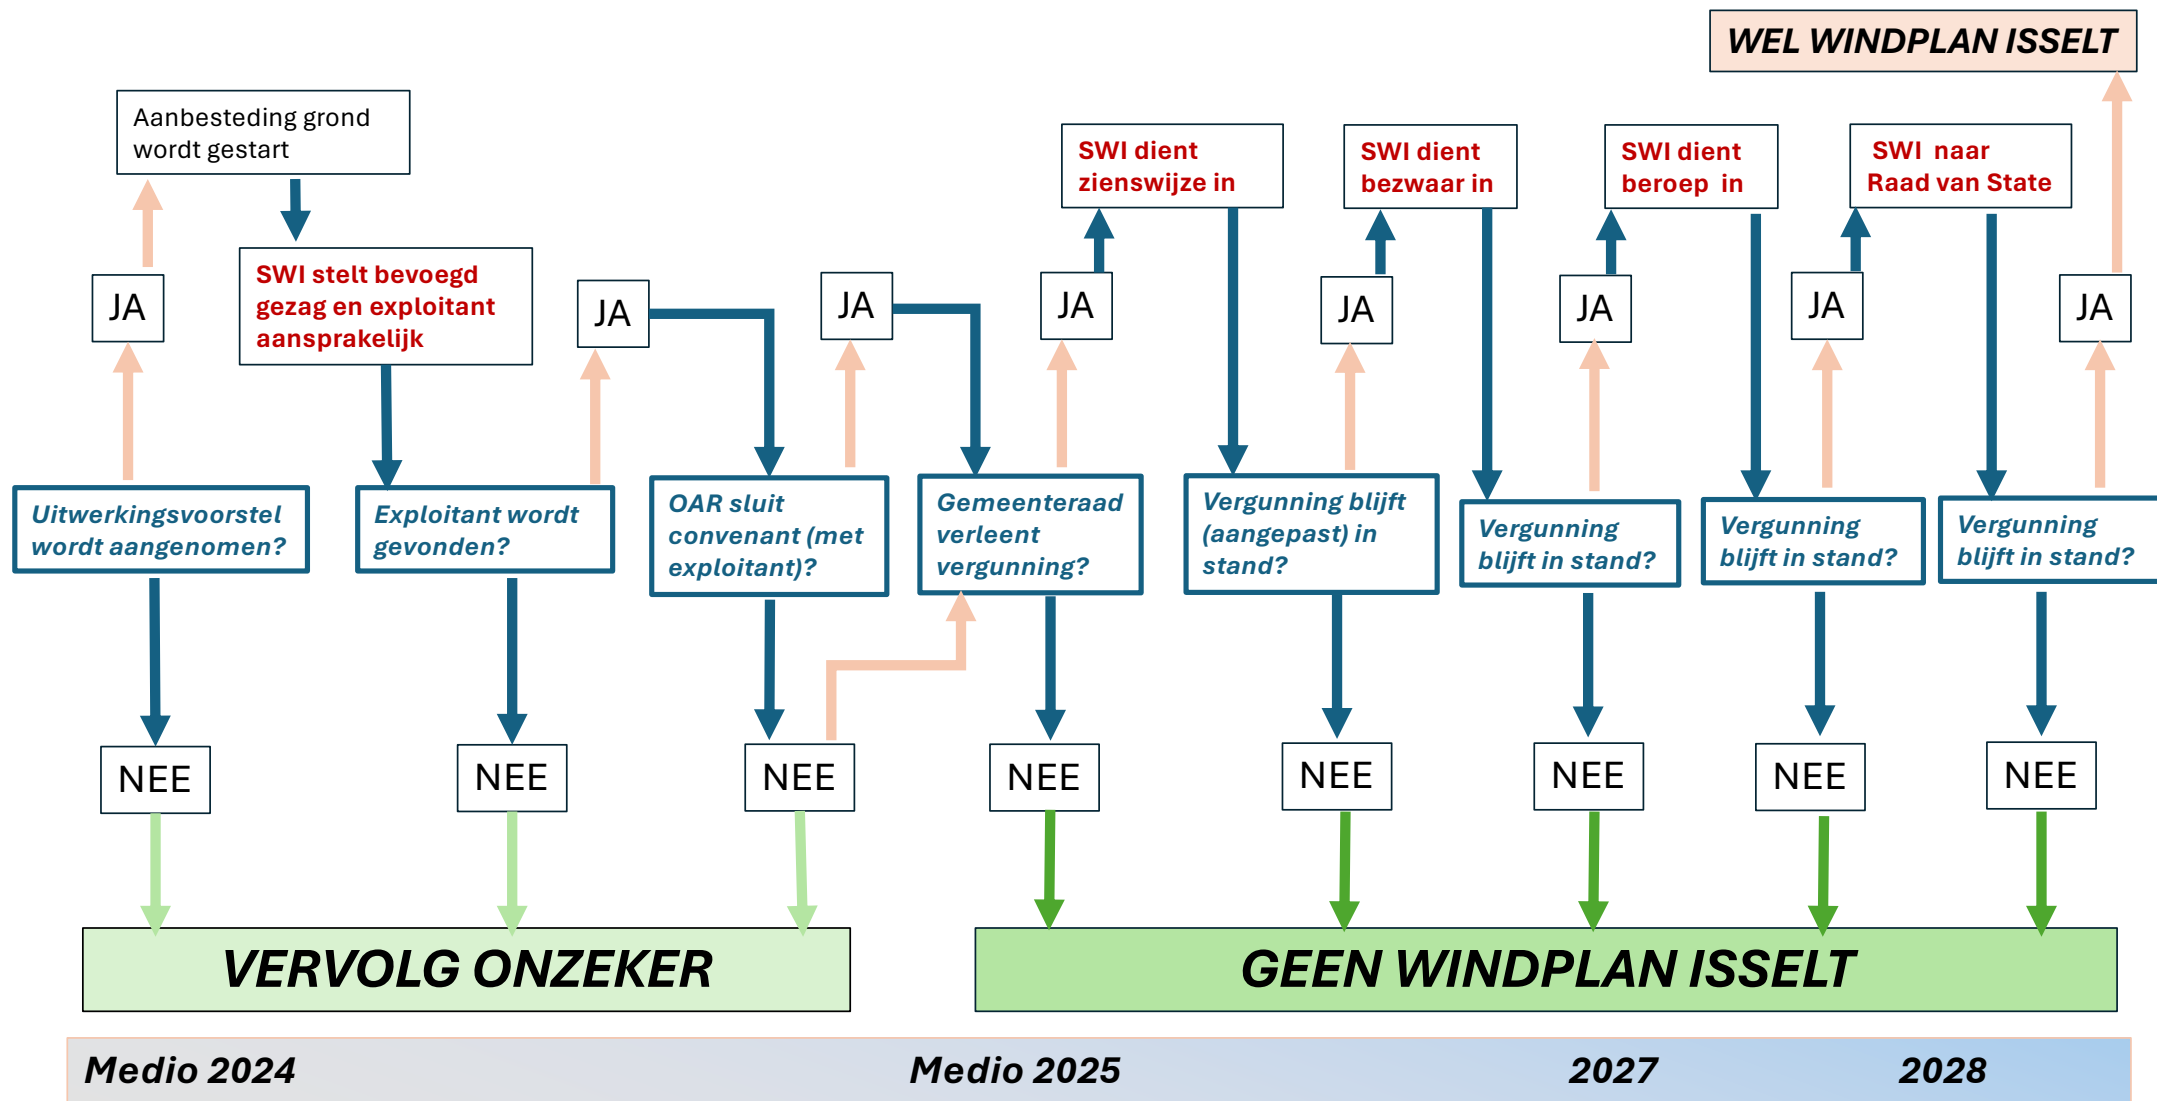 WEL WINDPLAN ISSELT
Aanbesteding grond
wordt gestart
SWI dient
zienswijze in
SWI dient
bezwaar in
SWI dient
beroep in
SWI naar
Raad van State
SWI stelt bevoegd
gezag en exploitant
aansprakelijk
JA
JA
JA
JA
JA
JA
JA
JA
Uitwerkingsvoorstel
wordt aangenomen?
Exploitant wordt
gevonden?
OAR sluit
convenant (met
exploitant)?
Gemeenteraad
verleent
vergunning?
Vergunning blijft
(aangepast) in
stand?
Vergunning
blijft in stand?
Vergunning
blijft in stand?
Vergunning
blijft in stand?
NEE
NEE
NEE
NEE
NEE
NEE
NEE
NEE
VERVOLG ONZEKER
GEEN WINDPLAN ISSELT
Medio 2024
Medio 2025
2027
2028